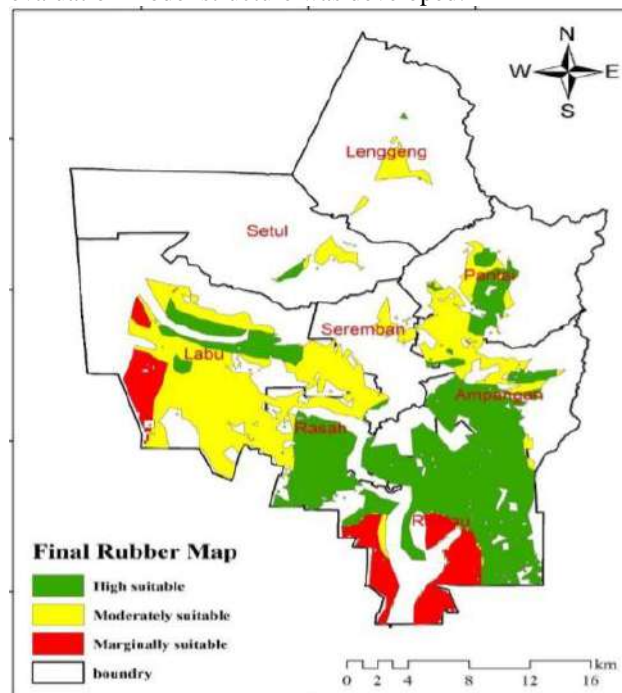 N
W E
S
Lenggeng
Setul
Pantai
Seremban
Labu
Ampangan
Rasah
Final Rubber Map
High suitable
Moderately suitable
Marginally suitable
boundry
km
0 2 4 8 12 16